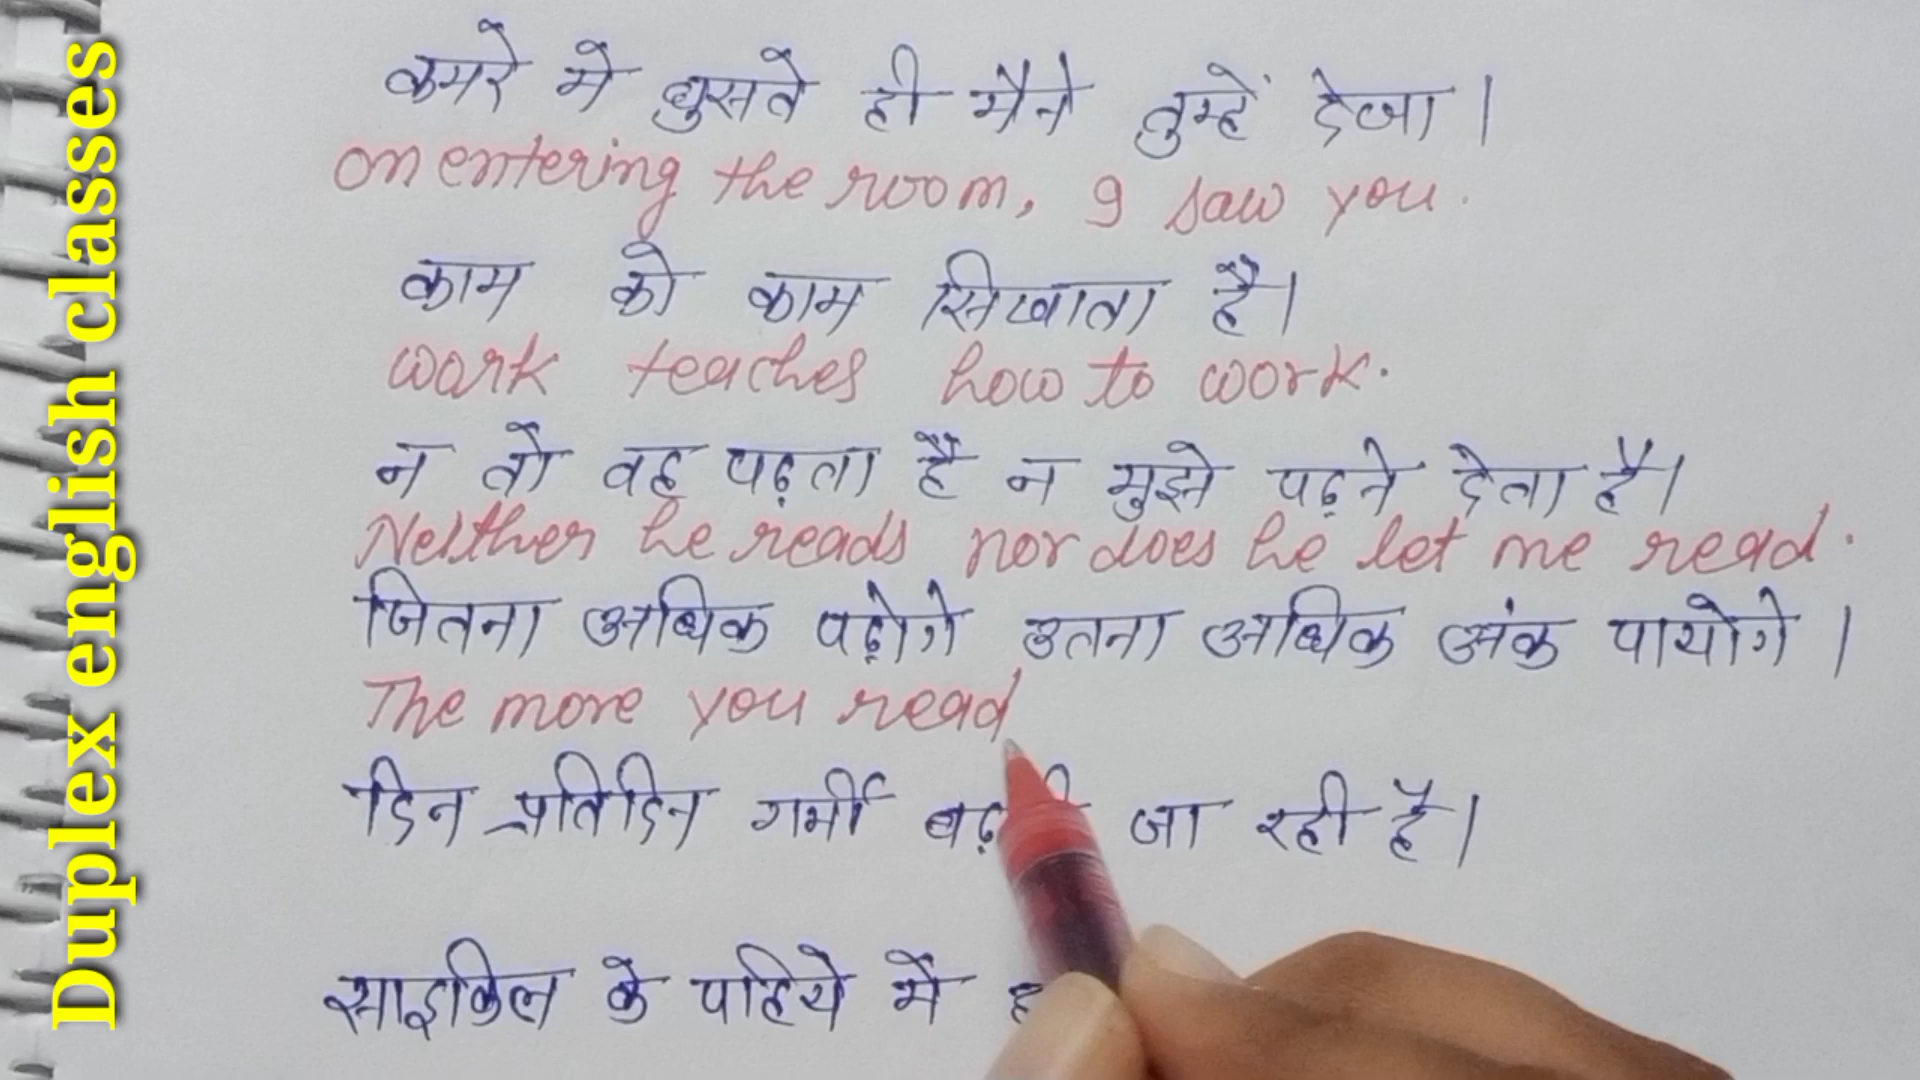 Duplex english classes
कमरे मे घुसते ही मैने तुम्हें देखा।
on entering the room, I saw you.
काम को काम सिखाता है।
work teaches how to work.
न तो वह पढ़ता है न मुझे पढ़ने देता है।
Neither he reads nor does he let me read.
जितना अधिक पढ़ोगे उतना अधिक अंक पायोगे।
The more you read
दिन प्रतिदिन गर्मी जा रही है।
साइकिल के पहिये में